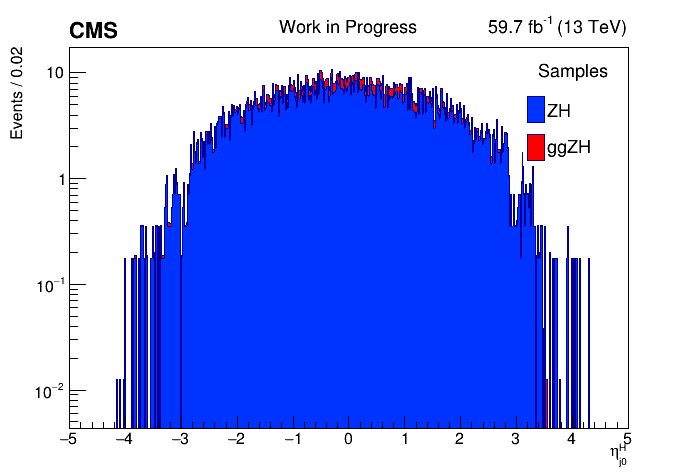 CMS Work in Progress 59.7 fb⁻¹ (13 TeV)
Events / 0.02
Samples
ZH
ggZH
10
1
10⁻¹
10⁻²
−5 −4 −3 −2 −1 0 1 2 3 4 5
η^H_j0